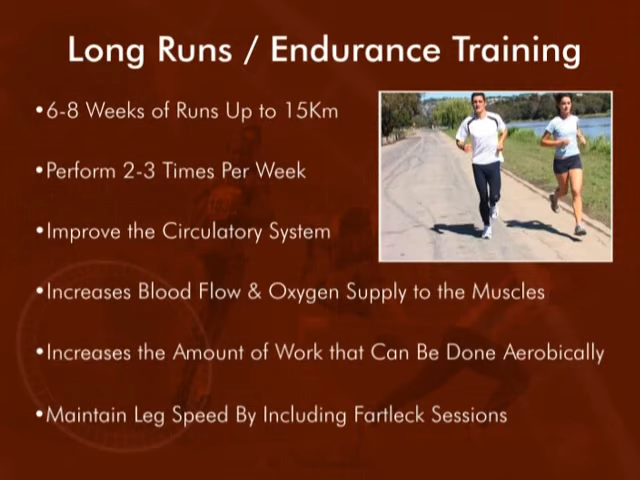 Long Runs / Endurance Training
•6-8 Weeks of Runs Up to 15Km
•Perform 2-3 Times Per Week
•Improve the Circulatory System
•Increases Blood Flow & Oxygen Supply to the Muscles
•Increases the Amount of Work that Can Be Done Aerobically
•Maintain Leg Speed By Including Fartleck Sessions